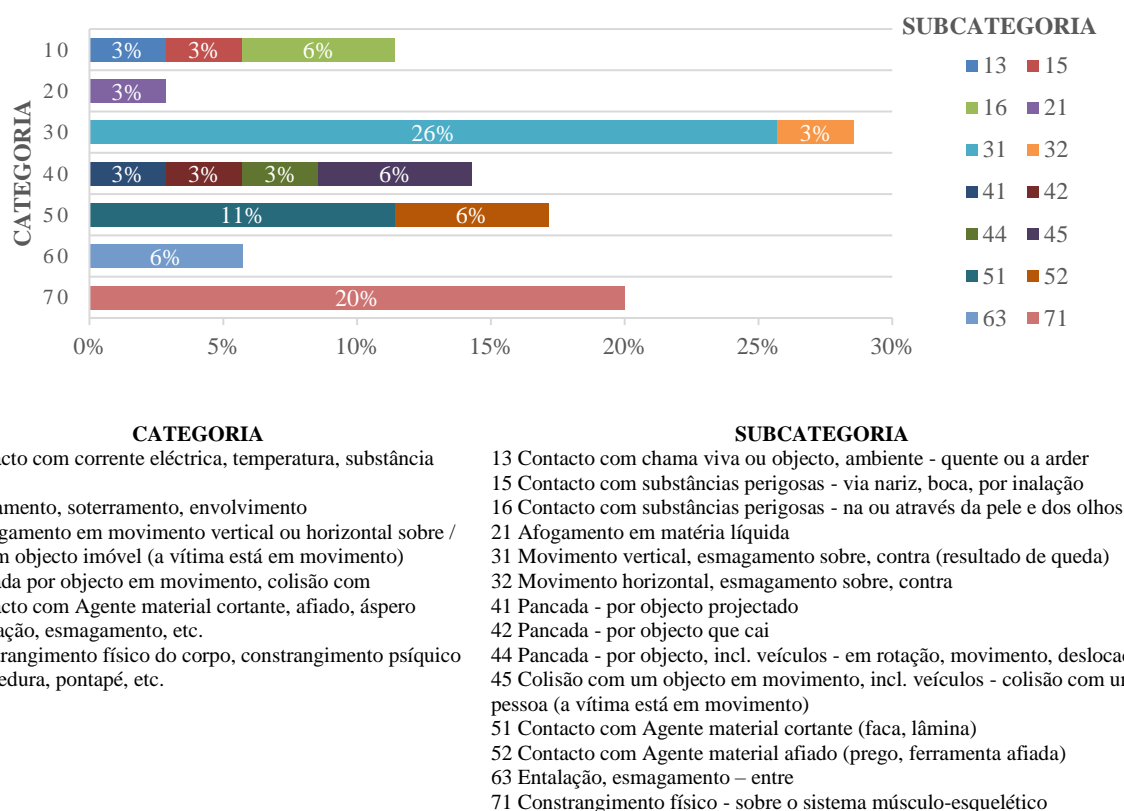 SUBCATEGORIA
13 15
16 21
31 32
41 42
44 45
51 52
63 71
CATEGORIA
10 3% 3% 6%
20 3%
30 26% 3%
40 3% 3% 3% 6%
50 11% 6%
60 6%
70 20%
0% 5% 10% 15% 20% 25% 30%
CATEGORIA
com corrente eléctrica, temperatura, substância
soterramento, envolvimento
em movimento vertical ou horizontal sobre /
objecto imóvel (a vítima está em movimento)
por objecto em movimento, colisão com
com Agente material cortante, afiado, áspero
esmagamento, etc.
físico do corpo, constrangimento psíquico
pontapé, etc.
SUBCATEGORIA
13 Contacto com chama viva ou objecto, ambiente - quente ou a arder
15 Contacto com substâncias perigosas - via nariz, boca, por inalação
16 Contacto com substâncias perigosas - na ou através da pele e dos olhos
21 Afogamento em matéria líquida
31 Movimento vertical, esmagamento sobre, contra (resultado de queda)
32 Movimento horizontal, esmagamento sobre, contra
41 Pancada - por objecto projectado
42 Pancada - por objecto que cai
44 Pancada - por objecto, incl. veículos - em rotação, movimento,
45 Colisão com um objecto em movimento, incl. veículos - colisão com
pessoa (a vítima está em movimento)
51 Contacto com Agente material cortante (faca, lâmina)
52 Contacto com Agente material afiado (prego, ferramenta afiada)
63 Entalação, esmagamento – entre
71 Constrangimento físico - sobre o sistema músculo-esquelético